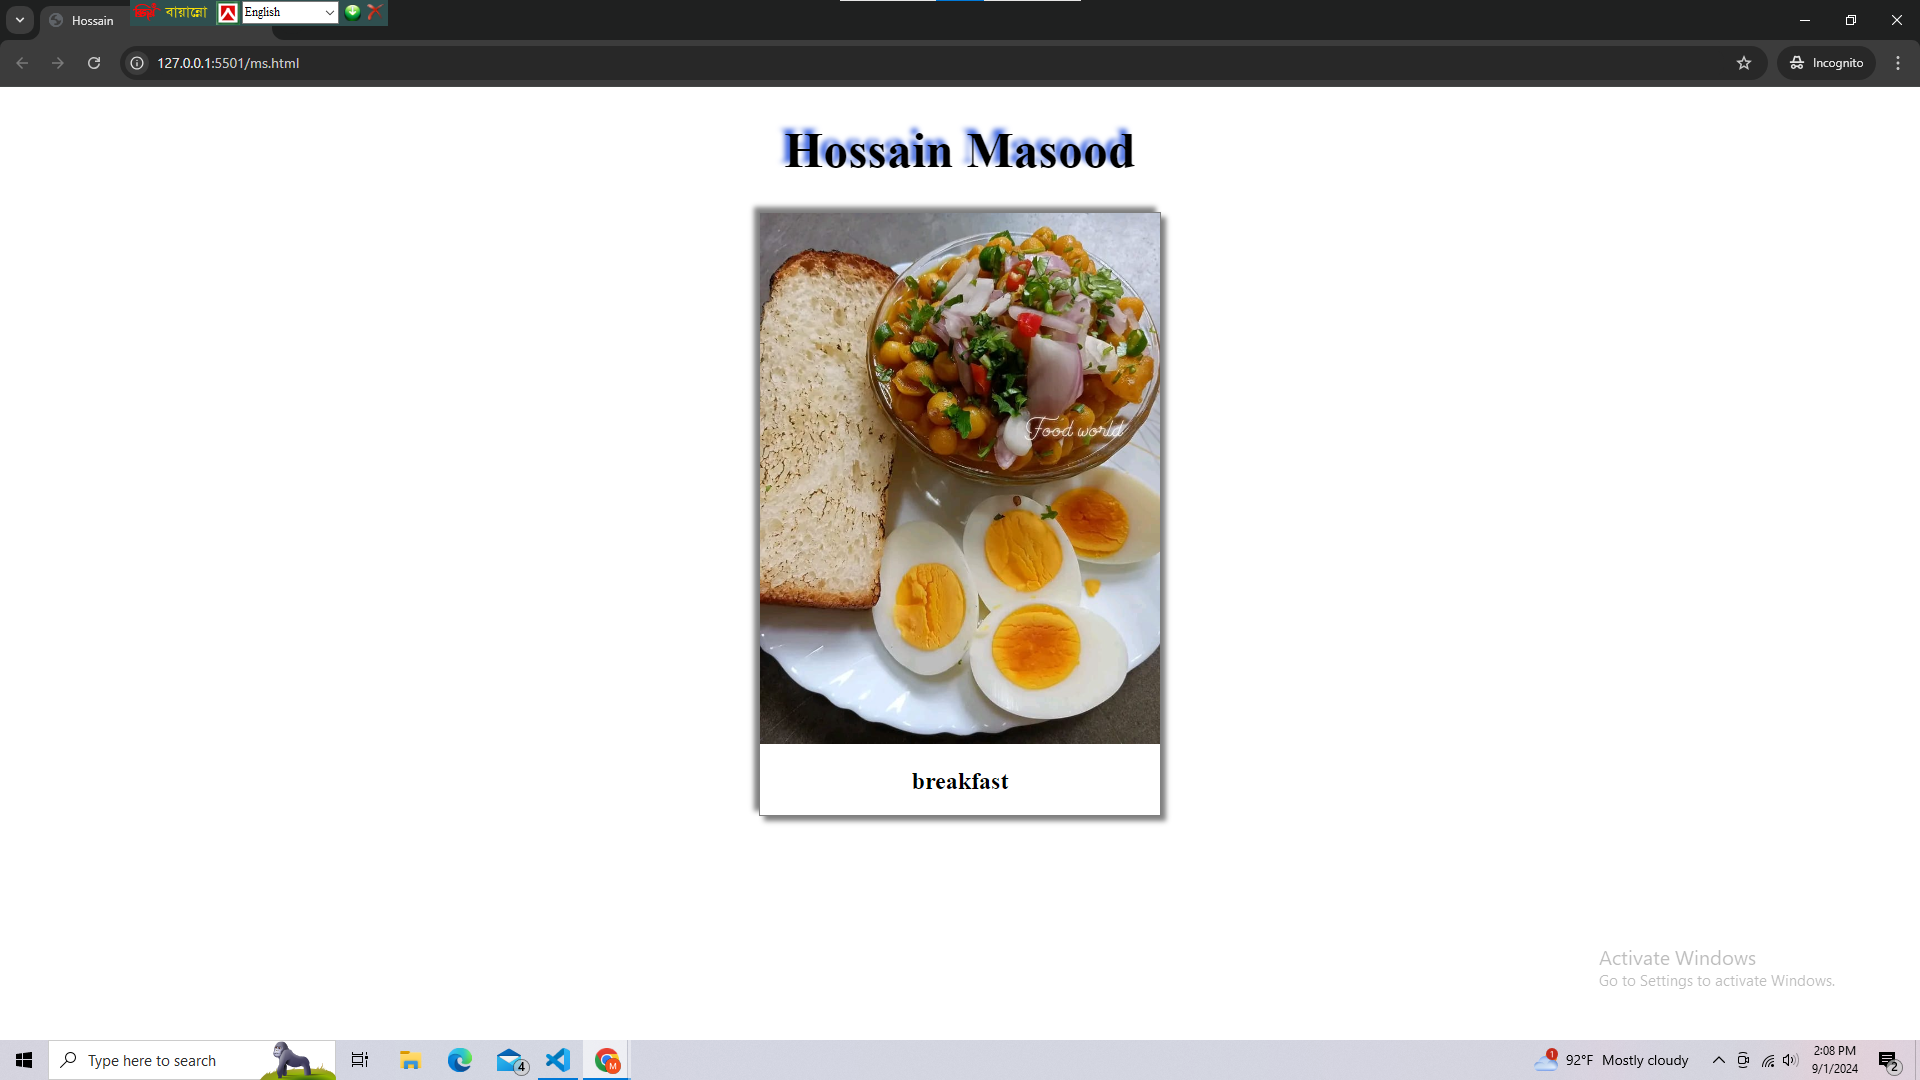 Hossain
বিজয় বায়ান্নো
English
127.0.0.1:5501/ms.html
Incognito
Hossain Masood
Food world
breakfast
Activate Windows
Go to Settings to activate Windows.
Type here to search
4
M
1
92°F Mostly cloudy
2:08 PM
9/1/2024
2